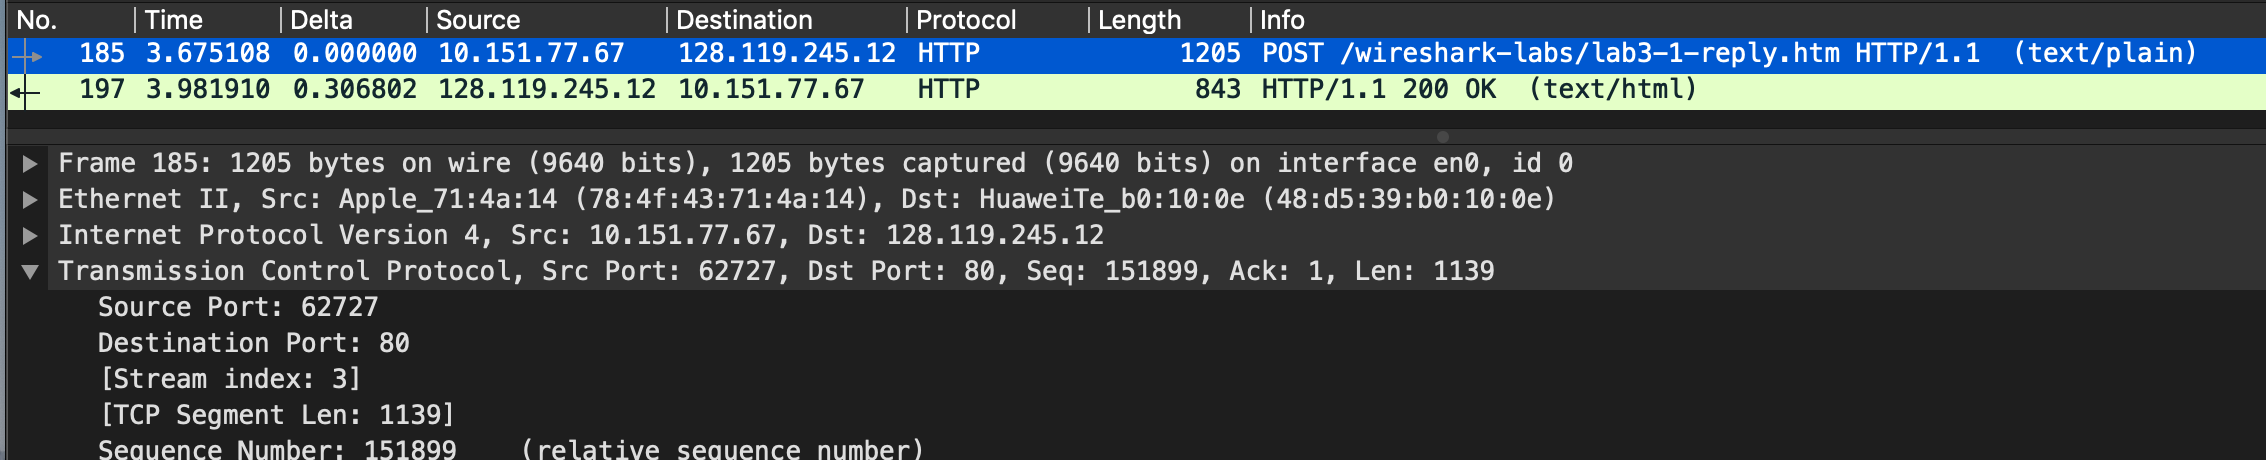 No. Time Delta Source Destination Protocol Length Info
185 3.675108 0.000000 10.151.77.67 128.119.245.12 HTTP 1205 POST /wireshark-labs/lab3-1-reply.htm HTTP/1.1 (text/plain)
197 3.981910 0.306802 128.119.245.12 10.151.77.67 HTTP 843 HTTP/1.1 200 OK (text/html)
Frame 185: 1205 bytes on wire (9640 bits), 1205 bytes captured (9640 bits) on interface en0, id 0
Ethernet II, Src: Apple_71:4a:14 (78:4f:43:71:4a:14), Dst: HuaweiTe_b0:10:0e (48:d5:39:b0:10:0e)
Internet Protocol Version 4, Src: 10.151.77.67, Dst: 128.119.245.12
Transmission Control Protocol, Src Port: 62727, Dst Port: 80, Seq: 151899, Ack: 1, Len: 1139
Source Port: 62727
Destination Port: 80
[Stream index: 3]
[TCP Segment Len: 1139]
Sequence Number: 151899 (relative sequence number)